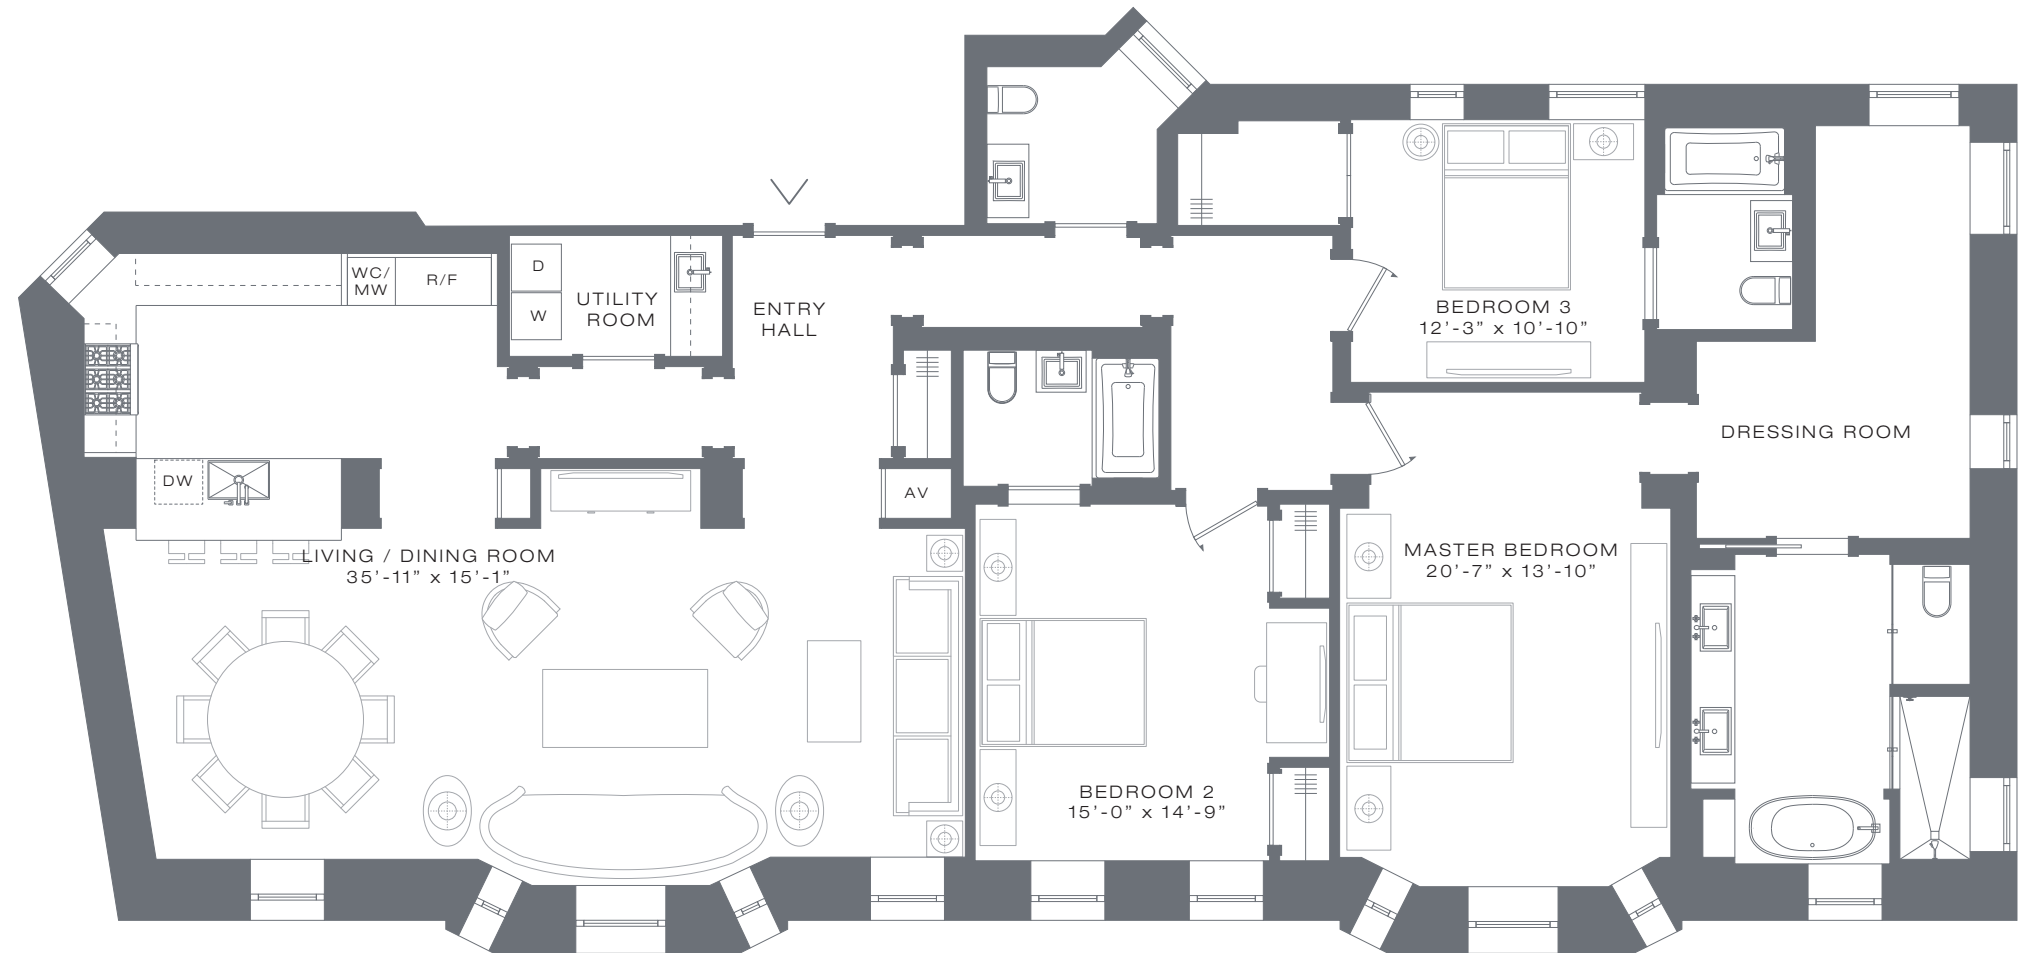 WC/
MW
R/F
D
W
UTILITY
ROOM
ENTRY
HALL
BEDROOM 3
12'-3” x 10'-10”
DRESSING ROOM
DW
AV
LIVING / DINING ROOM
35'-11” x 15'-1”
MASTER BEDROOM
20'-7” x 13'-10”
BEDROOM 2
15'-0” x 14'-9”